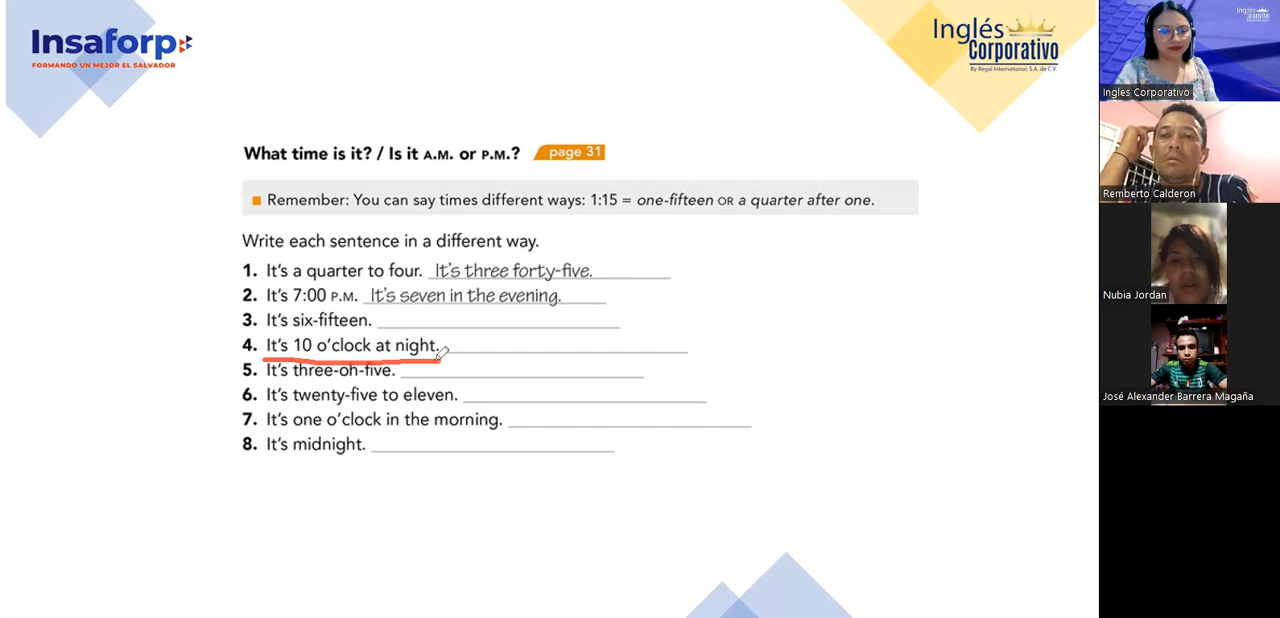 Insaforp
FORMANDO UN MEJOR EL SALVADOR
Inglés
Corporativo
By Regal International, S.A. de C.V.
What time is it? / Is it A.M. or P.M.? page 31
Remember: You can say times different ways: 1:15 = one-fifteen OR a quarter after one.
Write each sentence in a different way.
1. It's a quarter to four. It's three forty-five.
2. It's 7:00 P.M. It's seven in the evening.
3. It's six-fifteen.
4. It's 10 o'clock at night.
5. It's three-oh-five.
6. It's twenty-five to eleven.
7. It's one o'clock in the morning.
8. It's midnight.
Ingles Corporativo
Remberto Calderon
Nubia Jordan
José Alexander Barrera Magaña